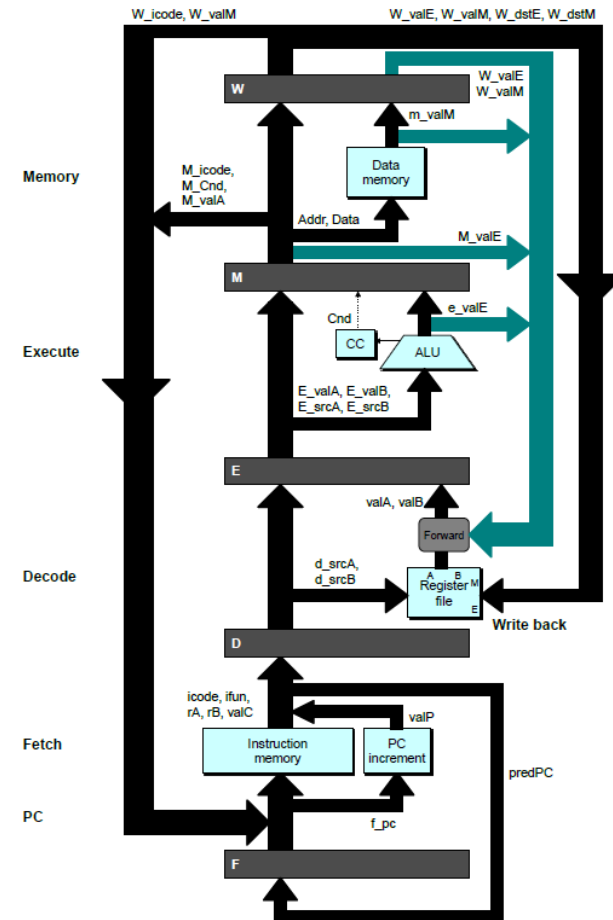 W_icode, W_valM
W_valE, W_valM, W_dstE, W_dstM
W
W_valE
W_valM
m_valM
Memory
Data
memory
M_icode,
M_Cnd,
M_valA
Addr, Data
M_valE
M
e_valE
Cnd
CC
ALU
Execute
E_valA, E_valB,
E_srcA, E_srcB
E
valA, valB
Forward
Decode
d_srcA,
d_srcB
A
B
M
Register
file
E
Write back
D
icode, ifun,
rA, rB, valC
valP
Fetch
Instruction
memory
PC
increment
predPC
PC
f_pc
F